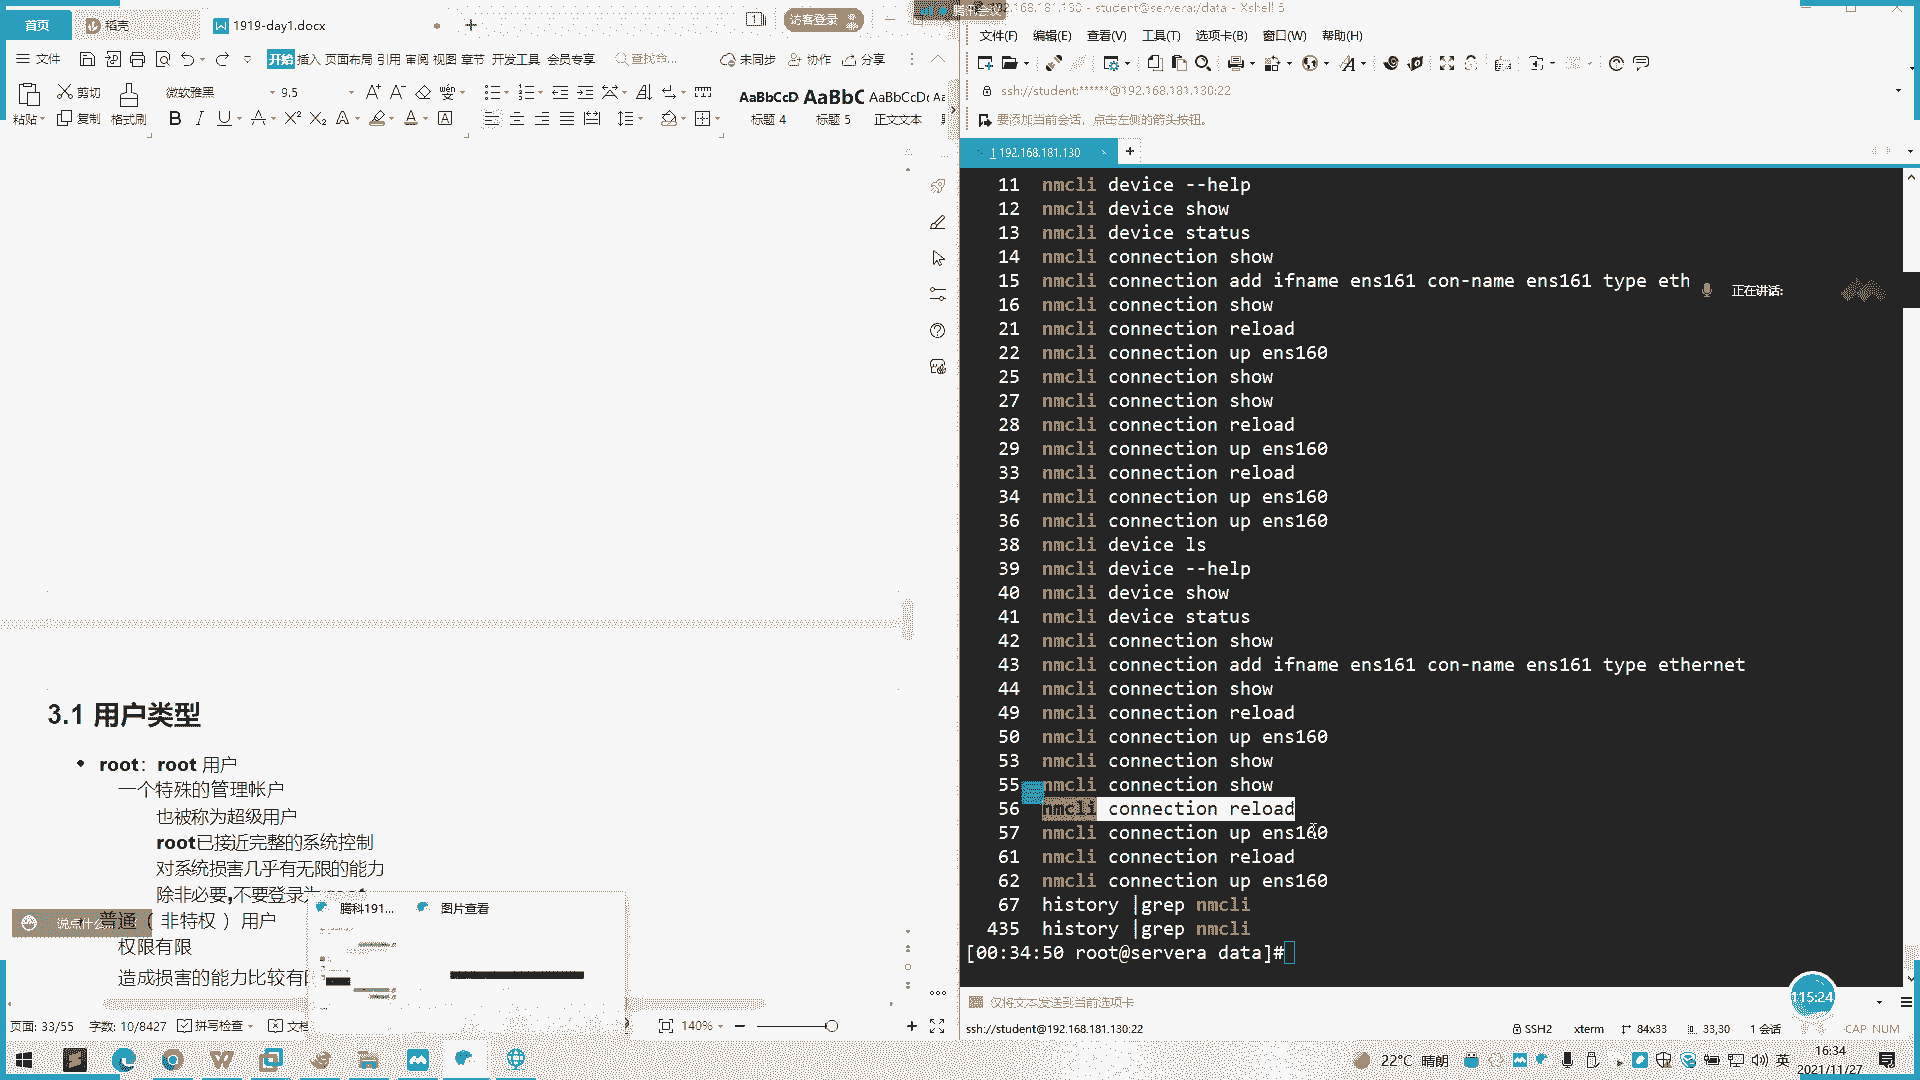 首页
稻壳
1919-day1.docx
访客登录
文件
开始 插入 页面布局 引用 审阅 视图 章节 开发工具 会员专享
查找命...
未同步
协作
分享
粘贴
剪切
复制
格式刷
微软雅黑
9.5
AaBbCcD AaBbC AaBbCcD
标题 4
标题 5
正文文本
3.1 用户类型
root：root 用户
一个特殊的管理帐户
也被称为超级用户
root已接近完整的系统控制
对系统损害几乎有无限的能力
除非必要,不要登录为
普通（ 非特权 ）用户
权限有限
造成损害的能力比较有
说点什么...
腾科191...
图片查看
页面: 33/55
字数: 10/8427
拼写检查
140%
192.168.181.130 - student@servera:/data - Xshell 5
文件(F)
编辑(E)
查看(V)
工具(T)
选项卡(B)
窗口(W)
帮助(H)
ssh://student:******@192.168.181.130:22
要添加当前会话，点击左侧的箭头按钮。
1 192.168.181.130
11 nmcli device --help
12 nmcli device show
13 nmcli device status
14 nmcli connection show
15 nmcli connection add ifname ens161 con-name ens161 type eth
正在讲话:
16 nmcli connection show
21 nmcli connection reload
22 nmcli connection up ens160
25 nmcli connection show
27 nmcli connection show
28 nmcli connection reload
29 nmcli connection up ens160
33 nmcli connection reload
34 nmcli connection up ens160
36 nmcli connection up ens160
38 nmcli device ls
39 nmcli device --help
40 nmcli device show
41 nmcli device status
42 nmcli connection show
43 nmcli connection add ifname ens161 con-name ens161 type ethernet
44 nmcli connection show
49 nmcli connection reload
50 nmcli connection up ens160
53 nmcli connection show
55 nmcli connection show
56 nmcli connection reload
57 nmcli connection up ens160
61 nmcli connection reload
62 nmcli connection up ens160
67 history |grep nmcli
435 history |grep nmcli
[00:34:50 root@servera data]#
仅将文本发送到当前选项卡
115:24
ssh://student@192.168.181.130:22
SSH2
xterm
84x33
33,30
1 会话
CAP NUM
22°C 晴朗
英
16:34
2021/11/27